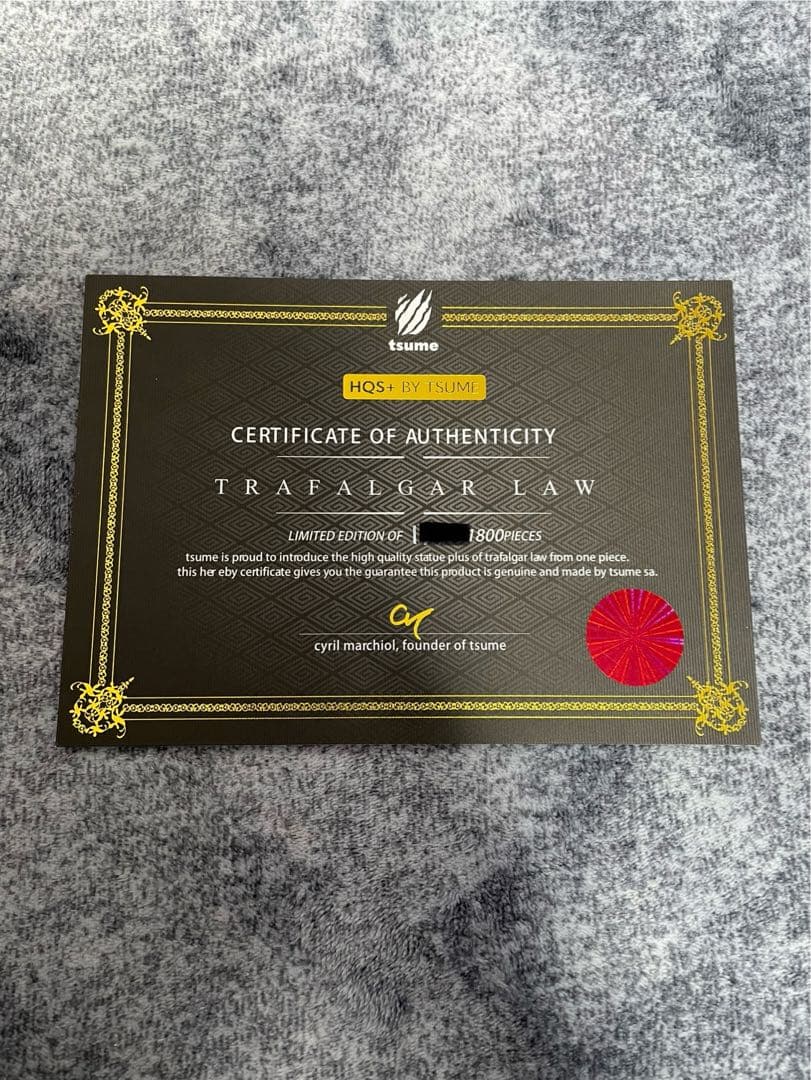 tsume
HQS+ BY TSUME
CERTIFICATE OF AUTHENTICITY
TRAFALGAR LAW
LIMITED EDITION OF 1800PIECES
tsume is proud to introduce the high quality statue plus of trafalgar law from one piece.
this her eby certificate gives you the guarantee this product is genuine and made by tsume sa.
cyril marchiol, founder of tsume